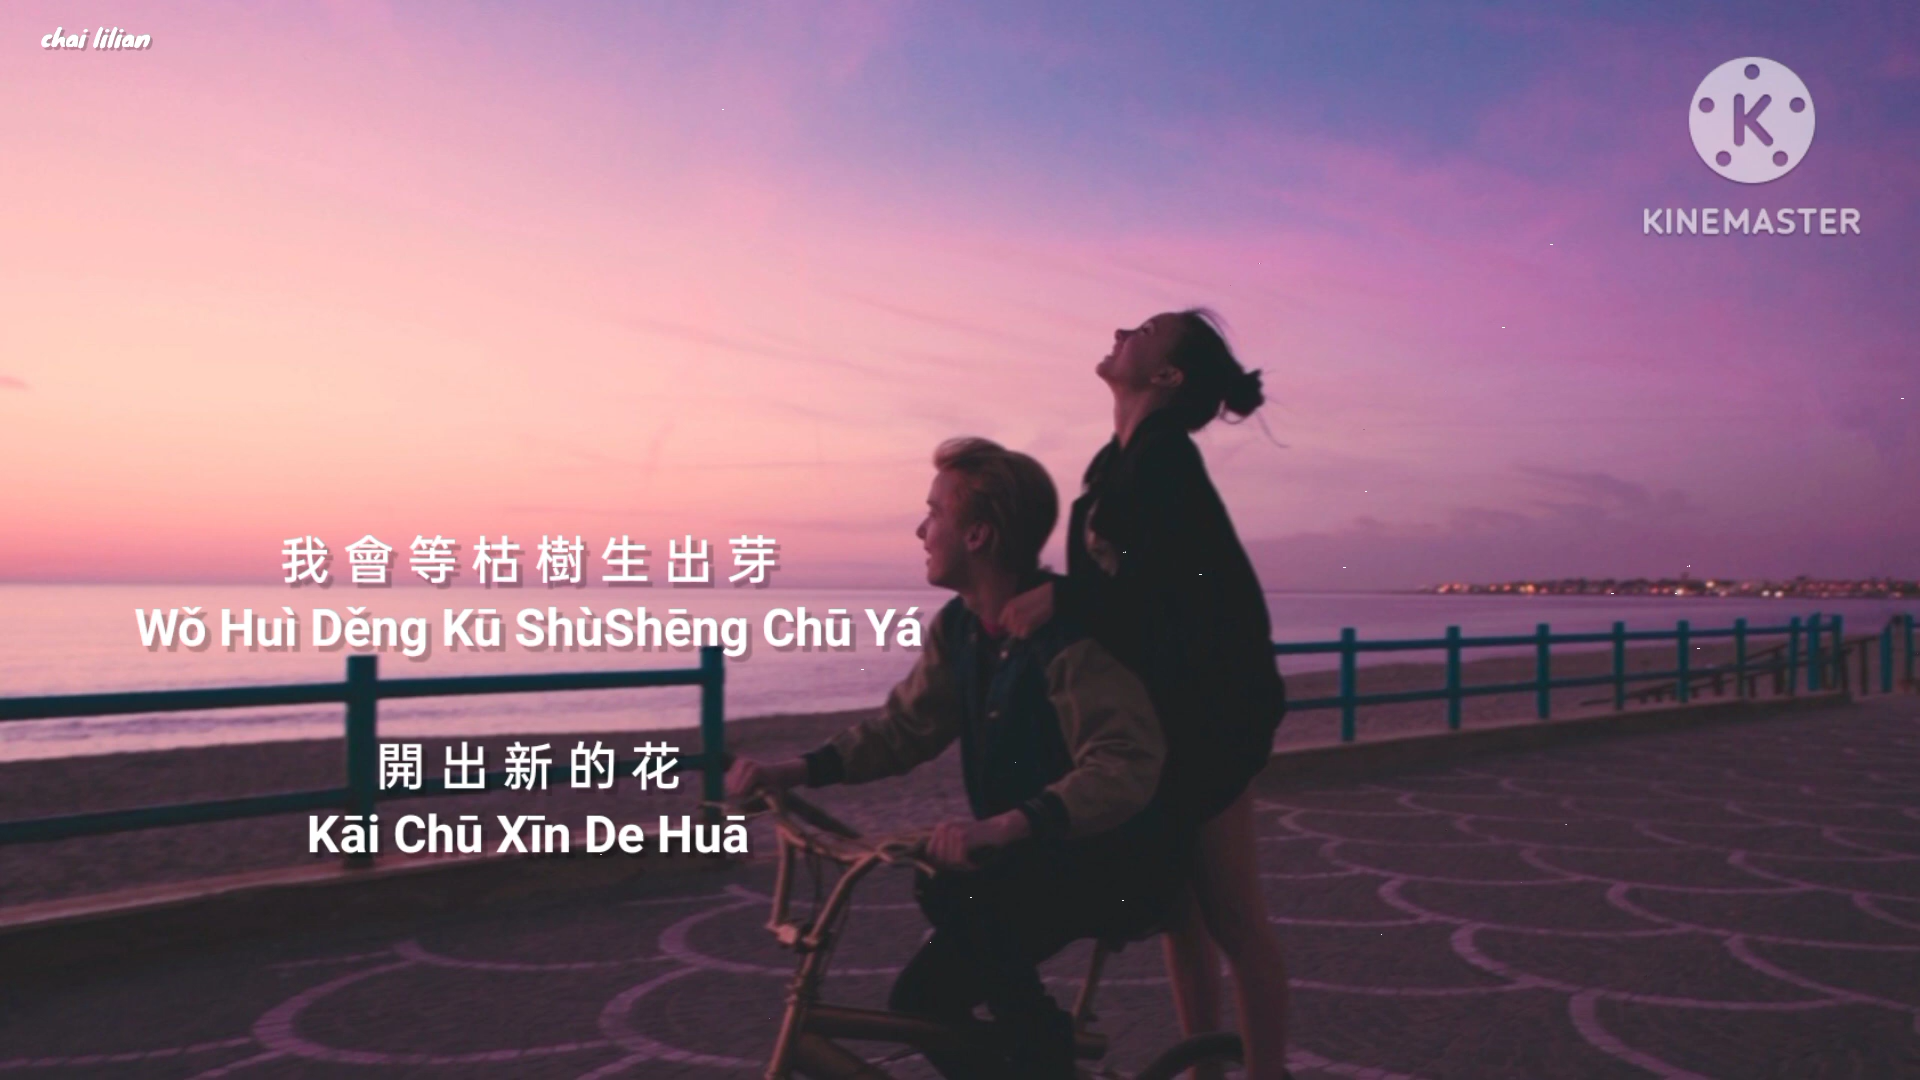 chai lilian
K
KINEMASTER
我會等枯樹生出芽
Wǒ Huì Děng Kū ShùShēng Chū Yá
開出新的花
Kāi Chū Xīn De Huā